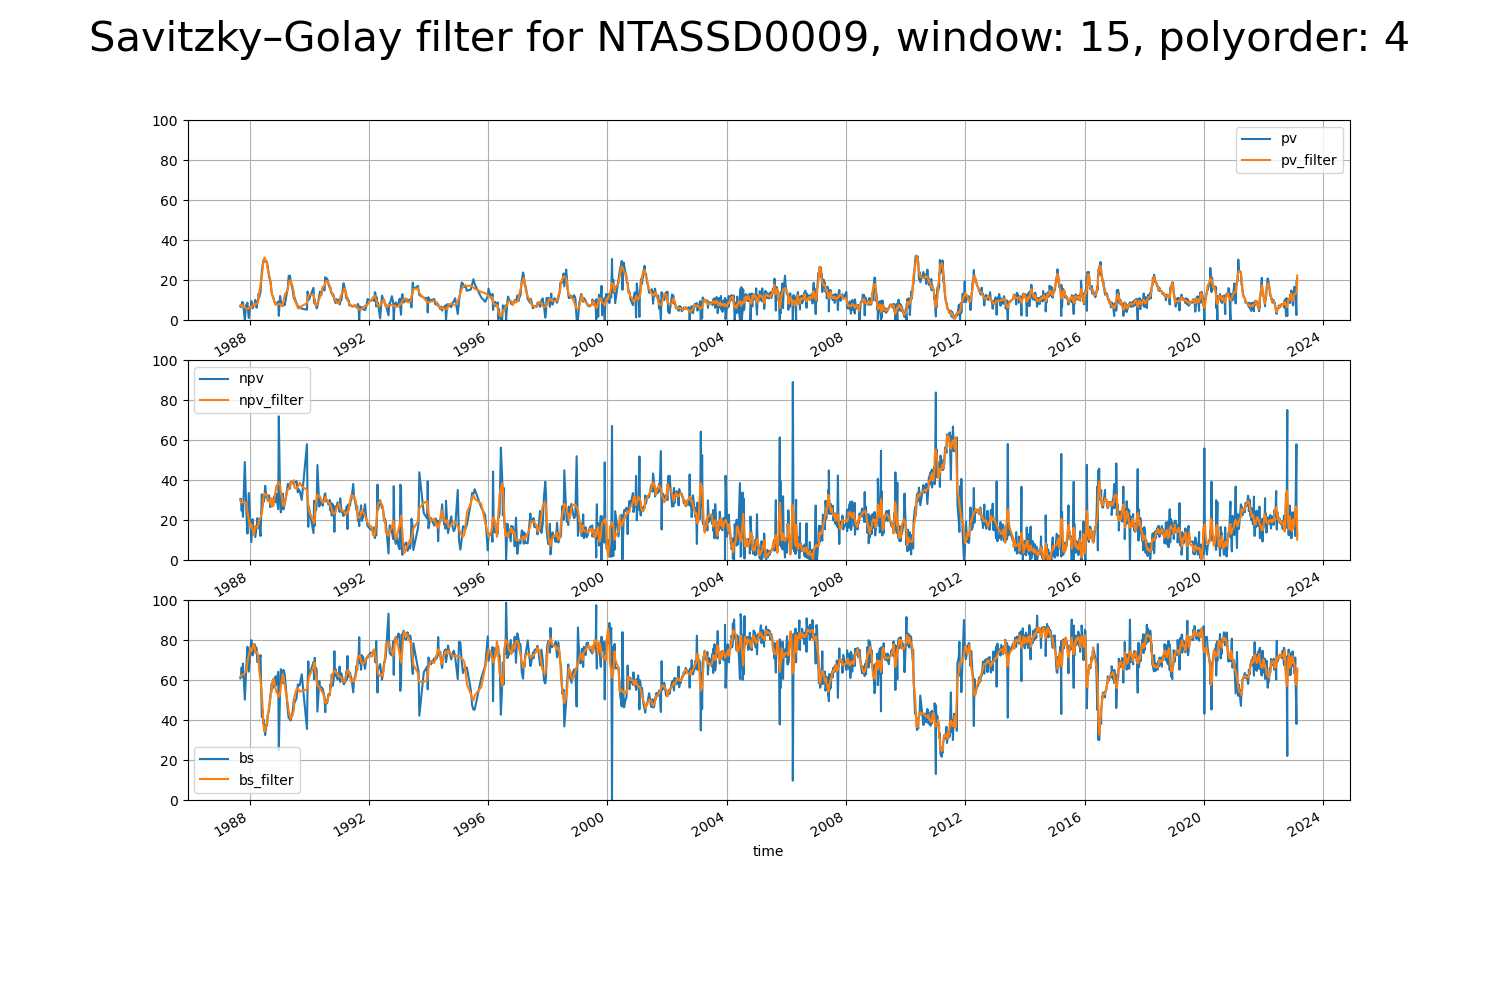 Savitzky–Golay filter for NTASSD0009, window: 15, polyorder: 4
100
80
60
40
20
0
pv
pv_filter
1988 1992 1996 2000 2004 2008 2012 2016 2020 2024
100
80
60
40
20
0
npv
npv_filter
1988 1992 1996 2000 2004 2008 2012 2016 2020 2024
100
80
60
40
20
0
bs
bs_filter
1988 1992 1996 2000 2004 2008 2012 2016 2020 2024
time